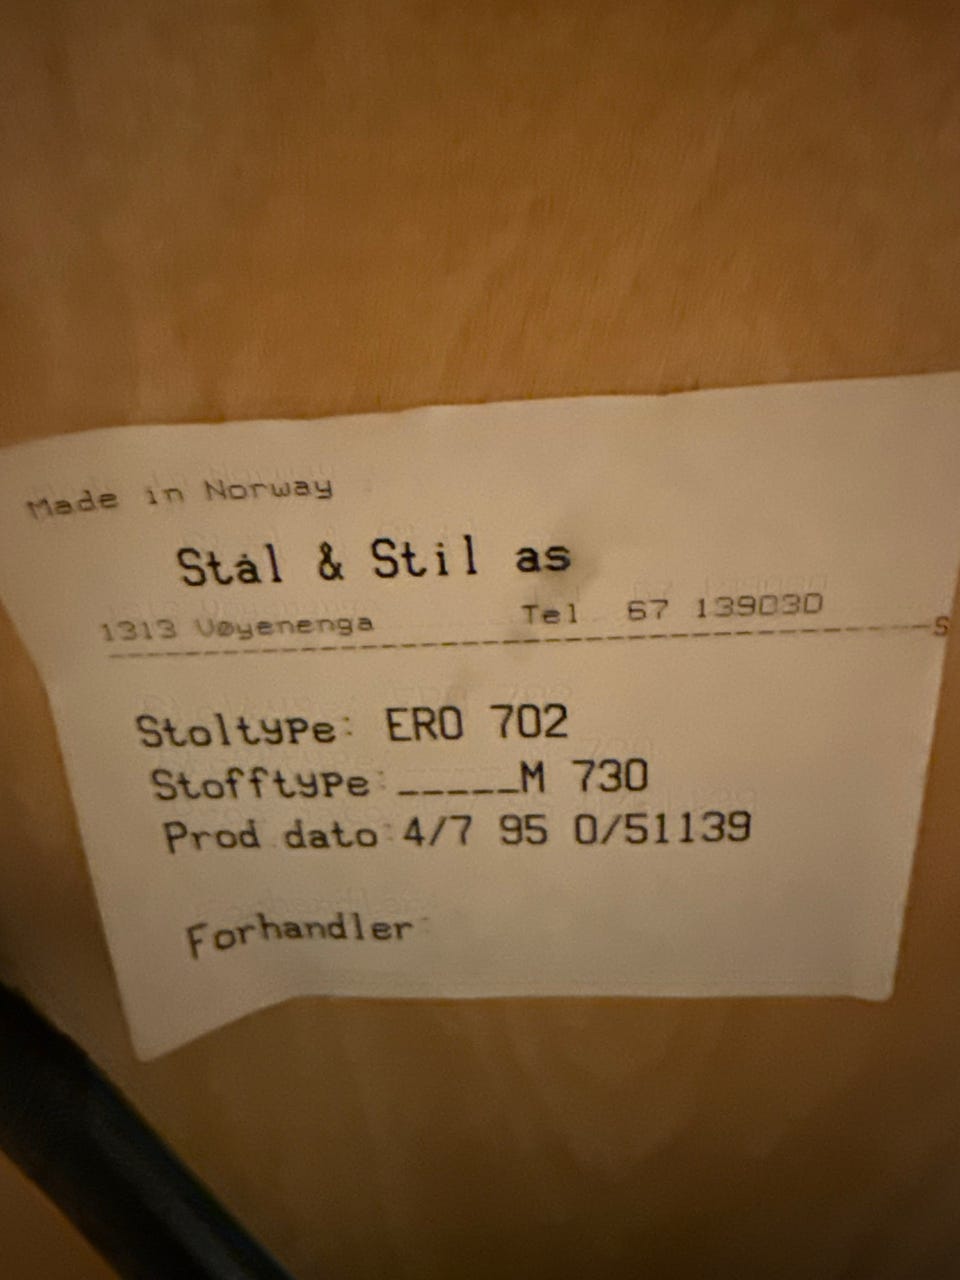 Made in Norway
Stål & Stil as
1313 Vøyenenga Tel 67 139030
Stoltype: ERO 702
Stofftype:_____M 730
Prod dato:4/7 95 0/51139
Forhandler: